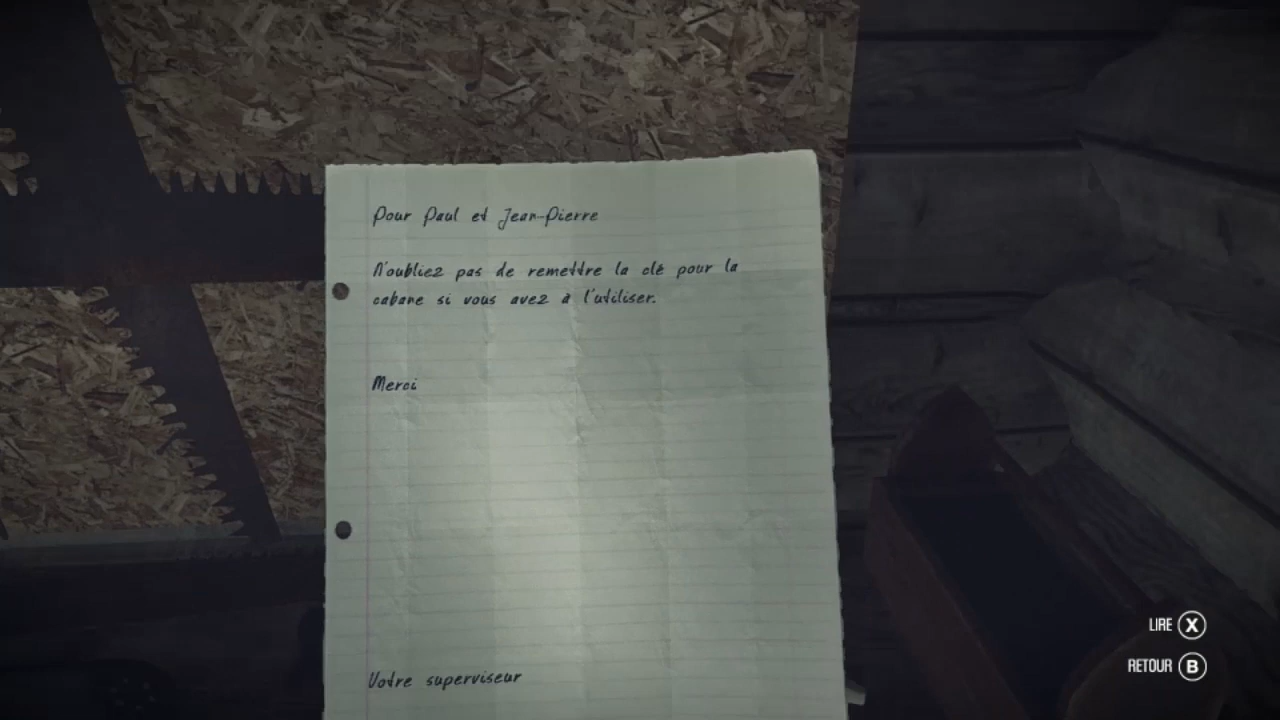 Pour Paul et Jean-Pierre
N'oubliez pas de remettre la clé pour la
cabane si vous avez à l'utiliser.
Merci
Votre superviseur
LIRE X
RETOUR B